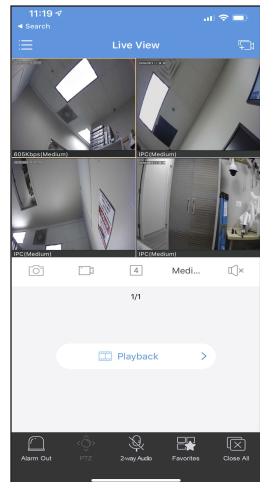 11:19
◀ Search
Live View
605Kbps(Medium)
IPC(Medium)
IPC(Medium)
IPC(Medium)
4
Medi...
1/1
Playback
Alarm Out
PTZ
2-way Audio
Favorites
Close All